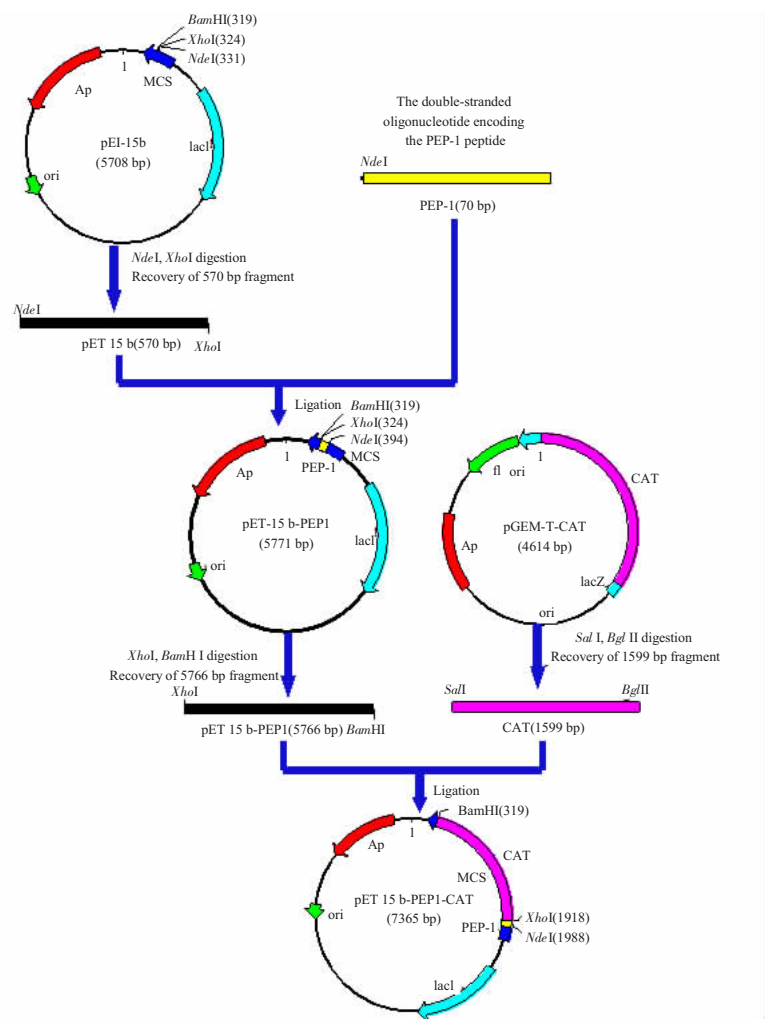 BamHI(319)
XhoI(324)
NdeI(331)
1
MCS
Ap
pEI-15b
(5708 bp)
lacI
ori
The double-stranded
oligonucleotide encoding
the PEP-1 peptide
NdeI
PEP-1(70 bp)
NdeI, XhoI digestion
Recovery of 570 bp fragment
NdeI
pET 15 b(570 bp)
XhoI
Ligation
BamHI(319)
XhoI(324)
NdeI(394)
1
PEP-1
MCS
Ap
pET-15 b-PEP1
(5771 bp)
lacI
ori
1
fl ori
CAT
pGEM-T-CAT
(4614 bp)
Ap
lacZ
ori
XhoI, BamH I digestion
Recovery of 5766 bp fragment
XhoI
pET 15 b-PEP1(5766 bp)
BamHI
Sal I, Bgl II digestion
Recovery of 1599 bp fragment
SalI
BglII
CAT(1599 bp)
Ligation
BamHI(319)
1
Ap
CAT
MCS
pET 15 b-PEP1-CAT
(7365 bp)
ori
PEP-1
XhoI(1918)
NdeI(1988)
lacI